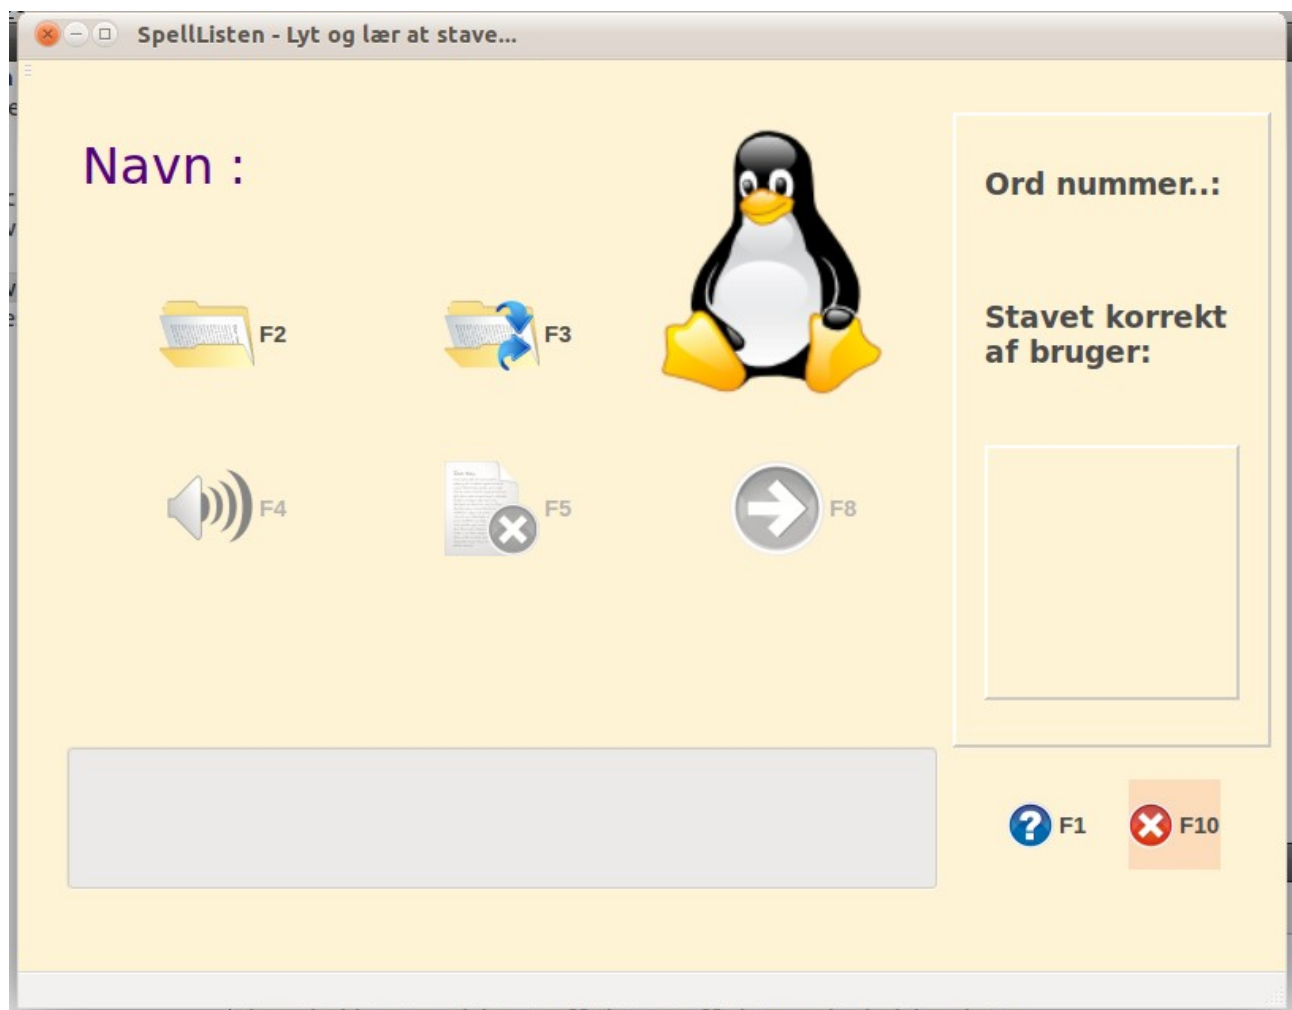 SpellListen - Lyt og lær at stave...
Navn :
Ord nummer..:
Stavet korrekt
af bruger:
F2
F3
F4
F5
F8
F1
F10